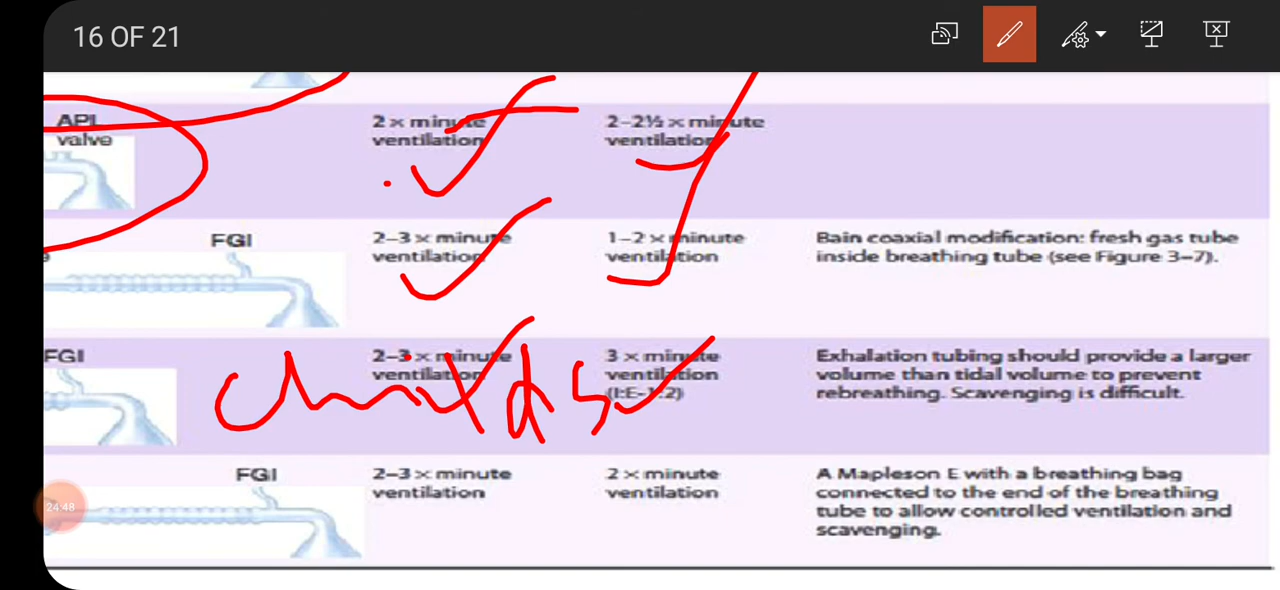 16 OF 21
APL
valve
2 × minute
ventilation
2–2½ × minute
ventilation
FGI
2–3 × minute
ventilation
1–2 × minute
ventilation
Bain coaxial modification: fresh gas tube
inside breathing tube (see Figure 3–7).
FGI
2–3 × minute
ventilation
3 × minute
ventilation
(I:E-1:2)
Exhalation tubing should provide a larger
volume than tidal volume to prevent
rebreathing. Scavenging is difficult.
FGI
2–3 × minute
ventilation
2 × minute
ventilation
A Mapleson E with a breathing bag
connected to the end of the breathing
tube to allow controlled ventilation and
scavenging.
24:48